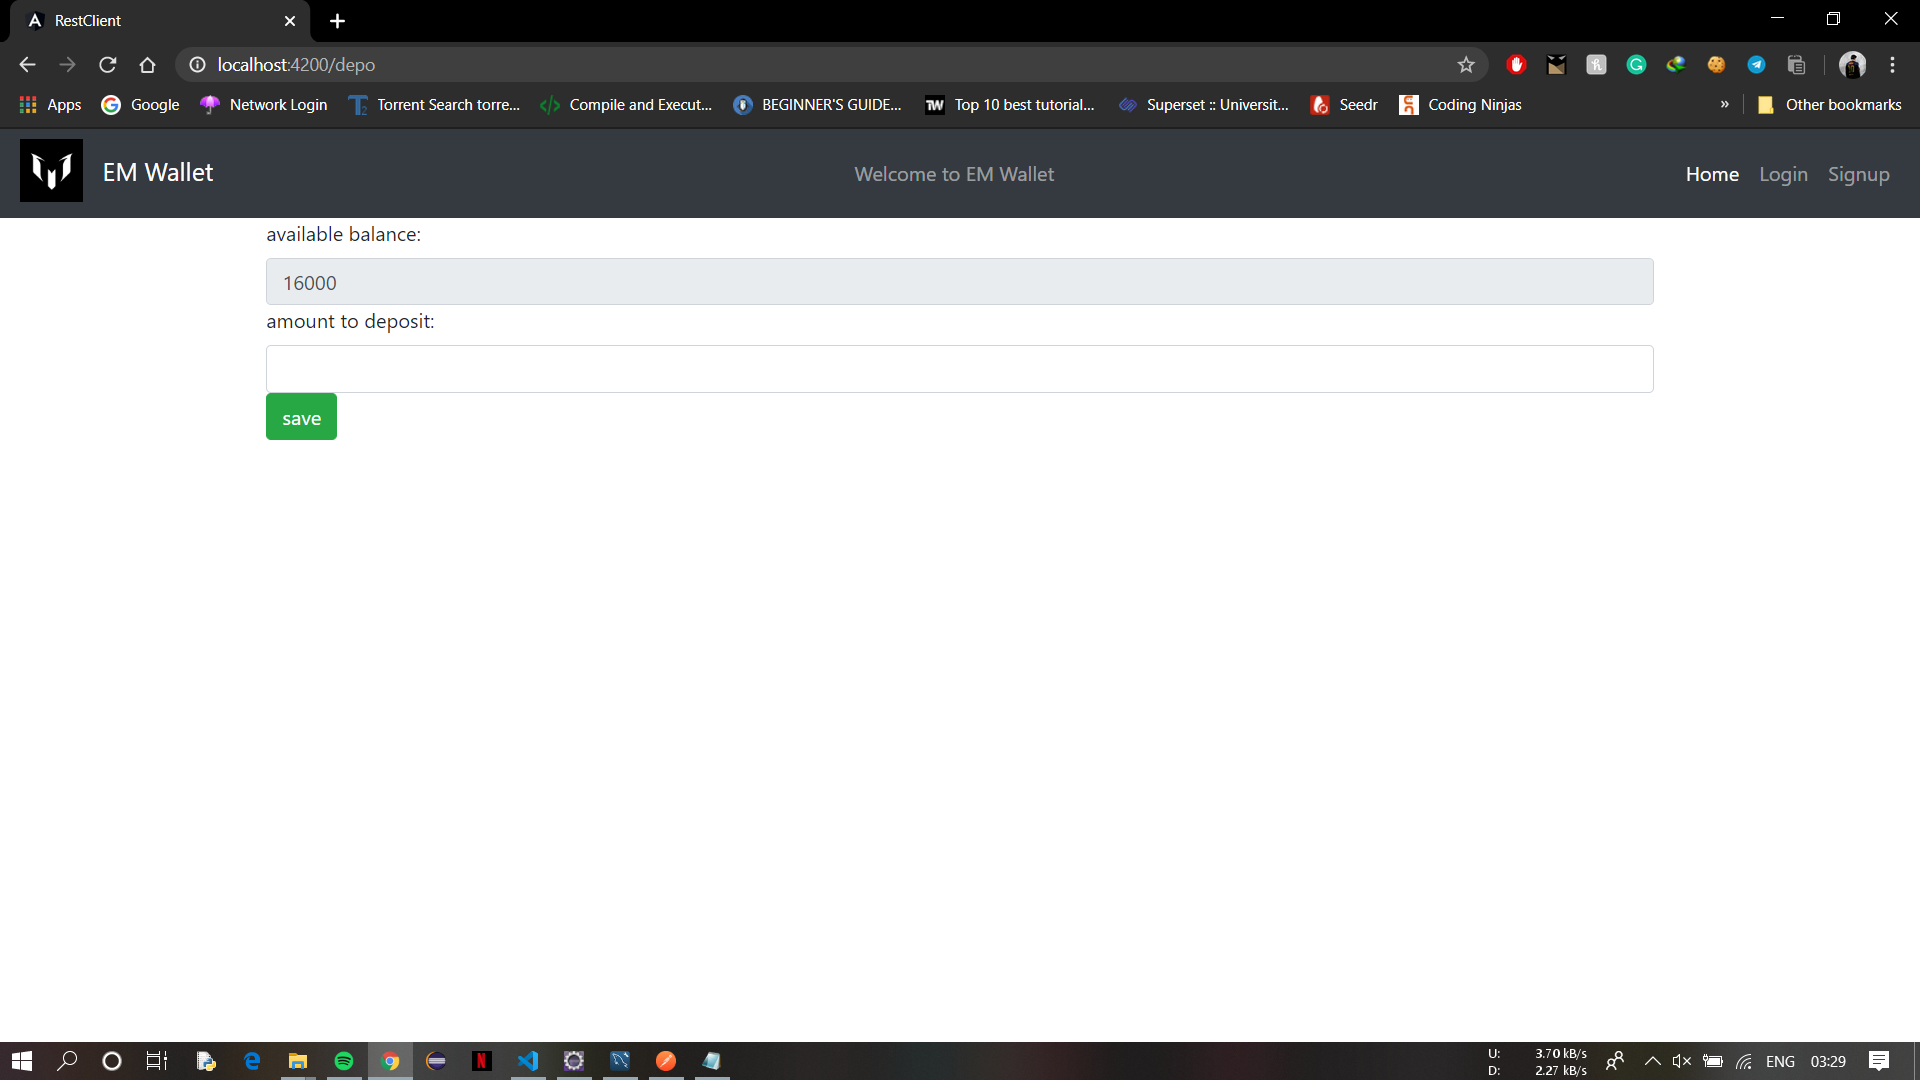 RestClient
localhost:4200/depo
Apps Google Network Login Torrent Search torre... Compile and Execut... BEGINNER'S GUIDE... Top 10 best tutorial... Superset :: Universit... Seedr Coding Ninjas » Other bookmarks
EM Wallet Welcome to EM Wallet Home Login Signup
available balance:
16000
amount to deposit:
save
U: 3.70 kB/s
D: 2.27 kB/s
ENG 03:29